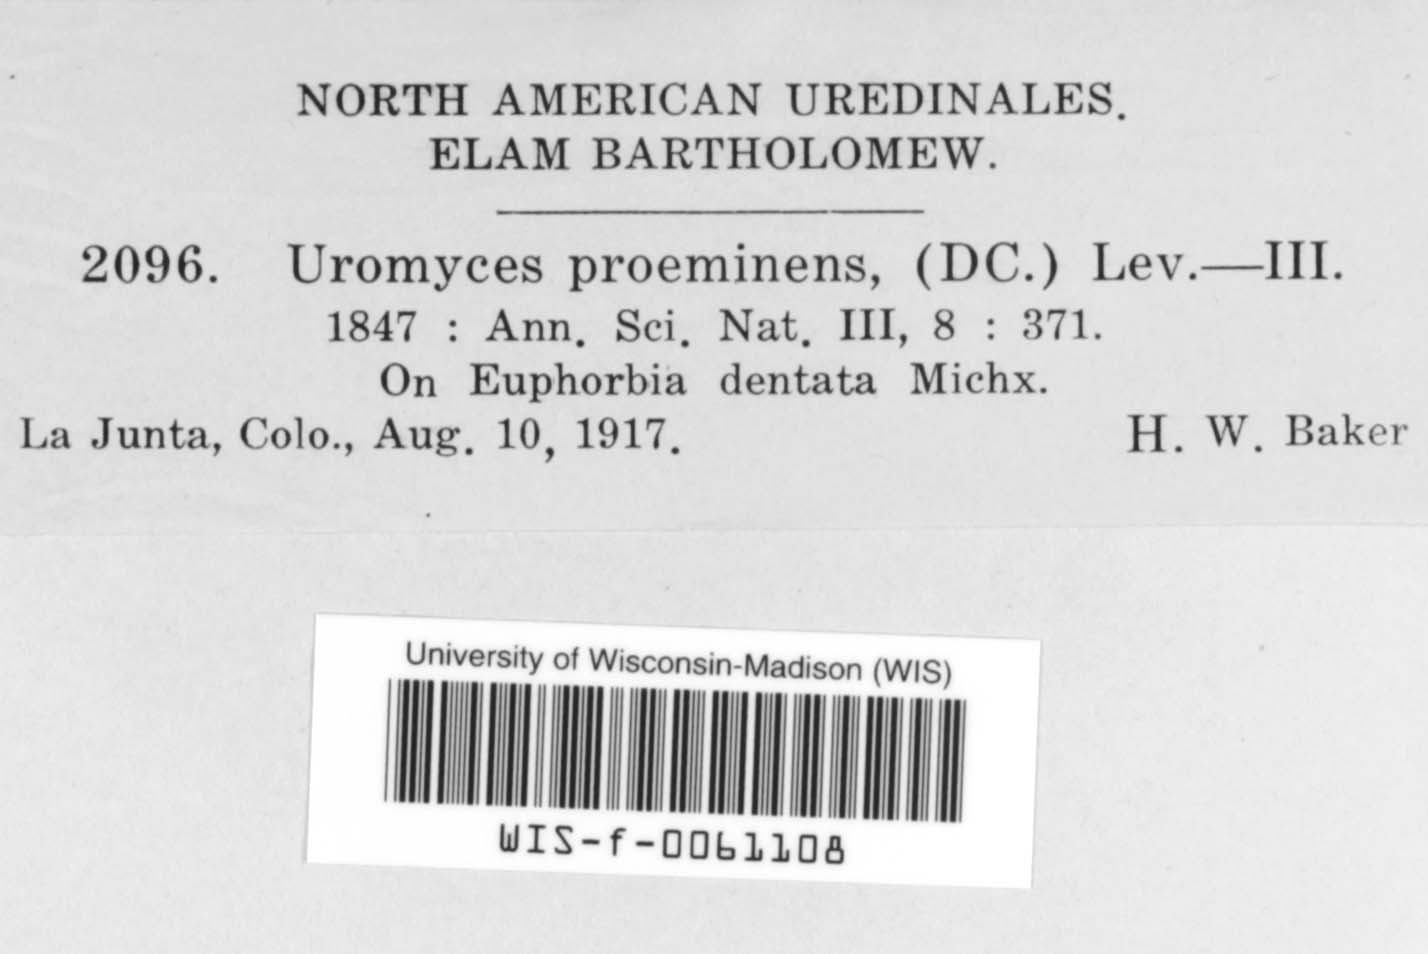 NORTH AMERICAN UREDINALES.
ELAM BARTHOLOMEW.
2096. Uromyces proeminens, (DC.) Lev.—III.
1847 : Ann. Sci. Nat. III, 8 : 371.
On Euphorbia dentata Michx.
La Junta, Colo., Aug. 10, 1917. H. W. Baker
University of Wisconsin-Madison (WIS)
WIS-f-0061108